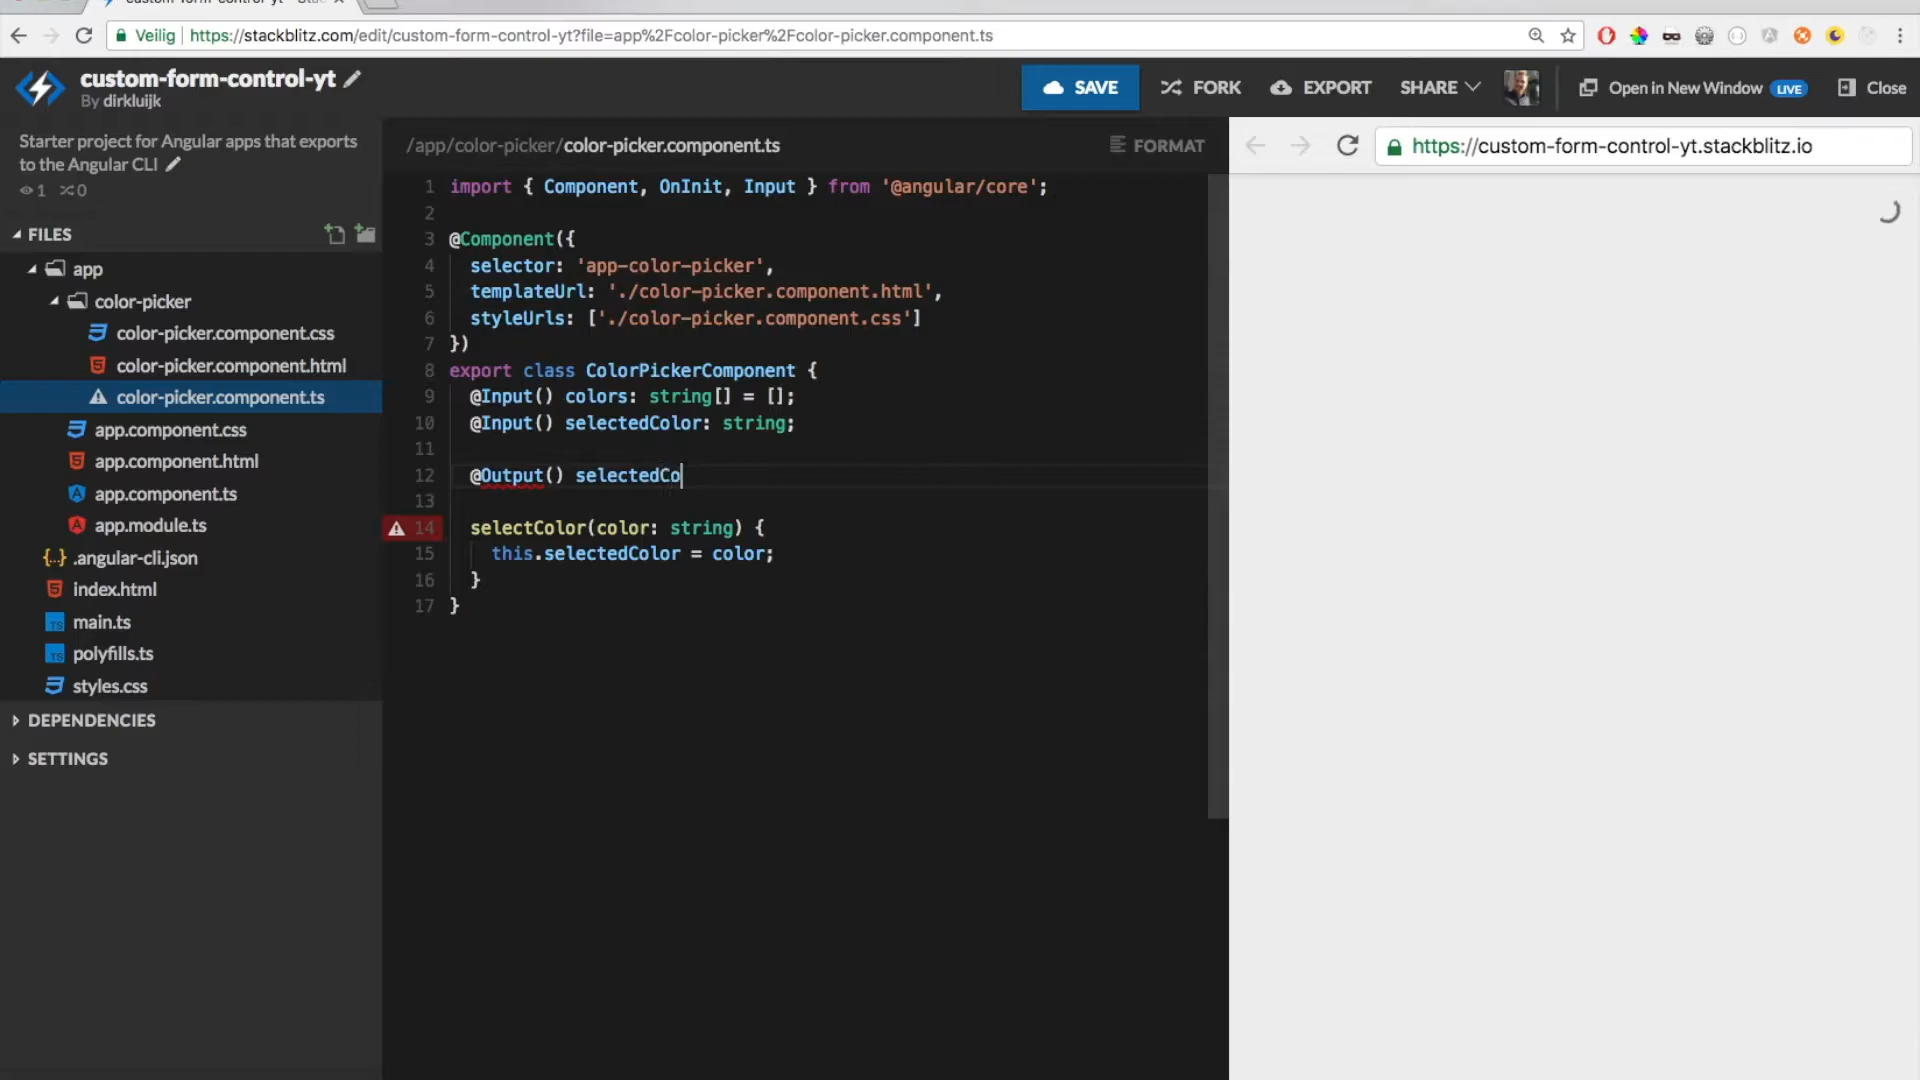 Veilig https://stackblitz.com/edit/custom-form-control-yt?file=app%2Fcolor-picker%2Fcolor-picker.component.ts
custom-form-control-yt
By dirkluijk
SAVE
FORK
EXPORT
SHARE
Open in New Window LIVE
Close
Starter project for Angular apps that exports
to the Angular CLI
1 0
FILES
app
color-picker
color-picker.component.css
color-picker.component.html
color-picker.component.ts
app.component.css
app.component.html
app.component.ts
app.module.ts
{..} .angular-cli.json
index.html
TS main.ts
TS polyfills.ts
styles.css
DEPENDENCIES
SETTINGS
/app/color-picker/color-picker.component.ts
FORMAT
1 import { Component, OnInit, Input } from '@angular/core';
2
3 @Component({
4 selector: 'app-color-picker',
5 templateUrl: './color-picker.component.html',
6 styleUrls: ['./color-picker.component.css']
7 })
8 export class ColorPickerComponent {
9 @Input() colors: string[] = [];
10 @Input() selectedColor: string;
11
12 @Output() selectedCo
13
14 selectColor(color: string) {
15 this.selectedColor = color;
16 }
17 }
https://custom-form-control-yt.stackblitz.io